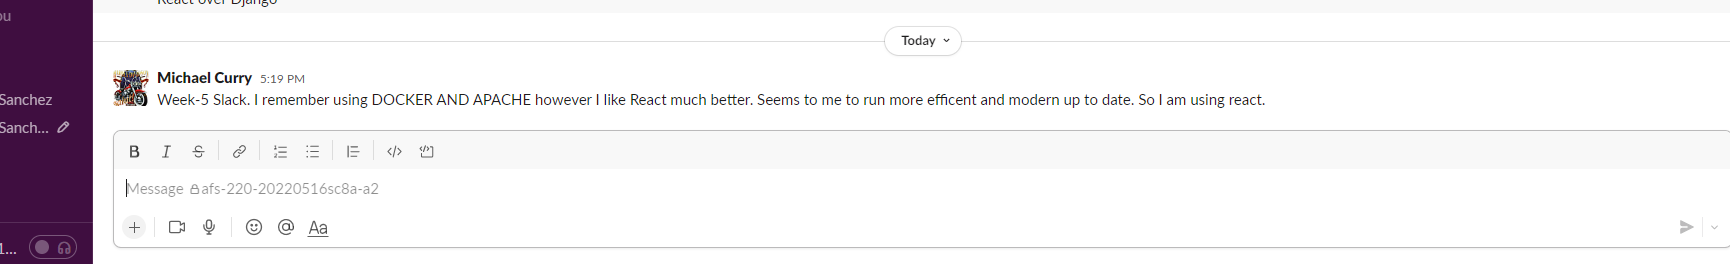 ou
React over Django
Today
Michael Curry 5:19 PM
Week-5 Slack. I remember using DOCKER AND APACHE however I like React much better. Seems to me to run more efficent and modern up to date. So I am using react.
Sanchez
Sanch...
B I S
Message afs-220-20220516sc8a-a2
@ Aa
1...